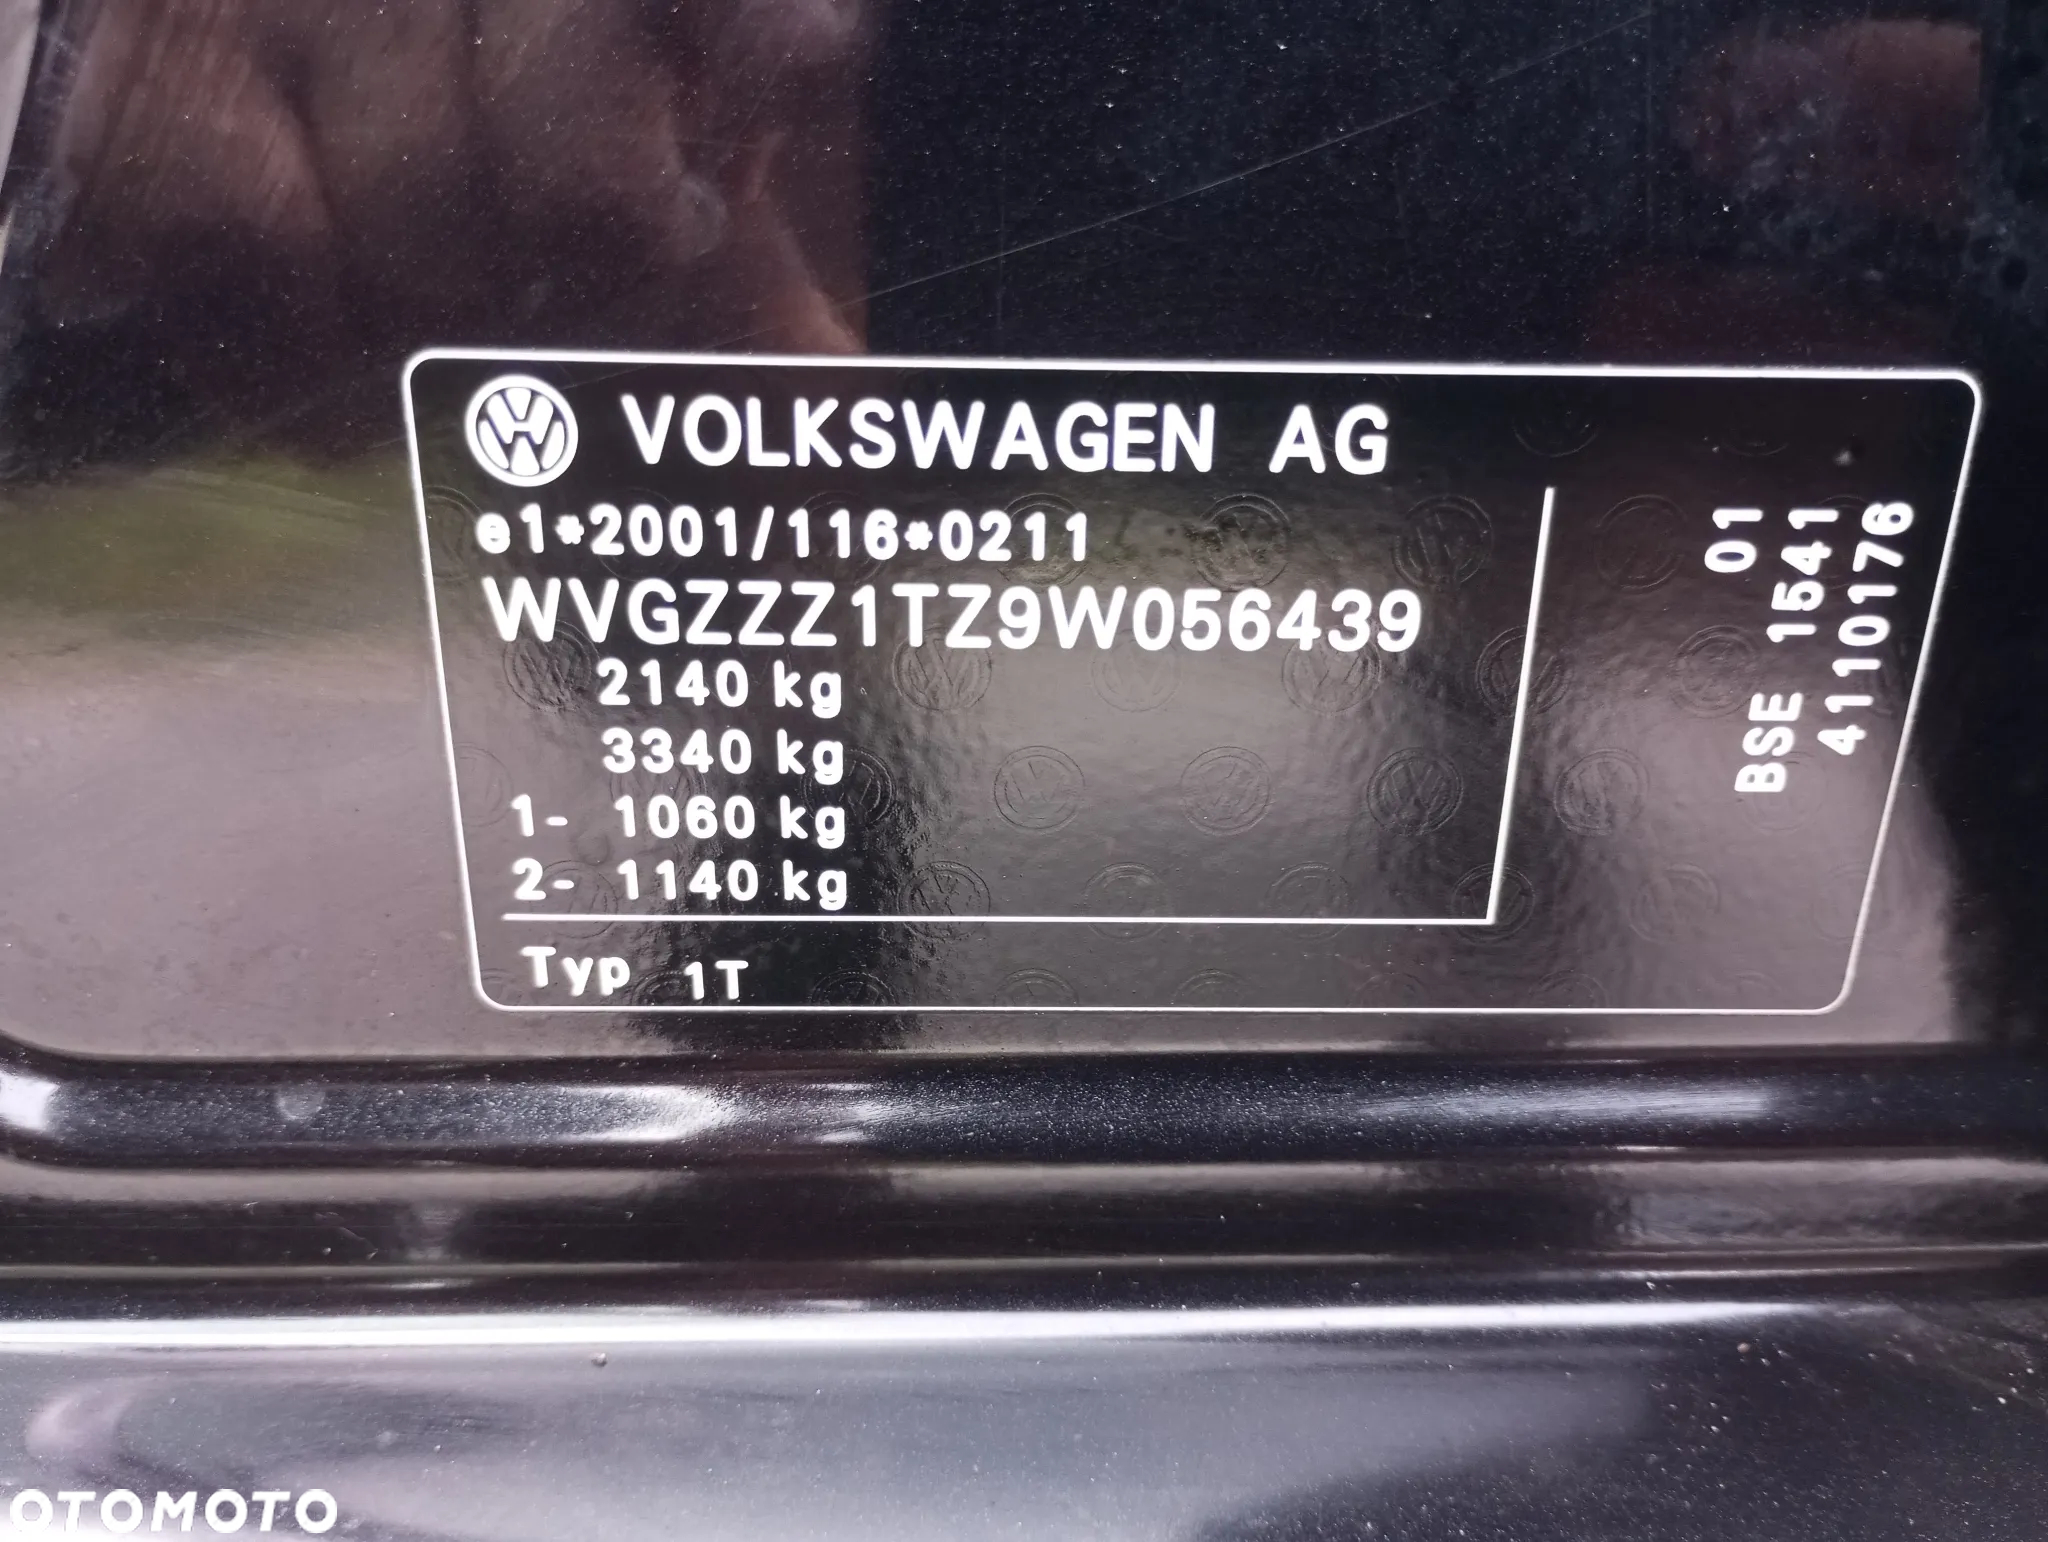 VOLKSWAGEN AG
e1*2001/116*0211
WVGZZZ1TZ9W056439
2140 kg
3340 kg
1- 1060 kg
2- 1140 kg
Typ 1T
01
BSE 1541
4110176
OTOMOTO